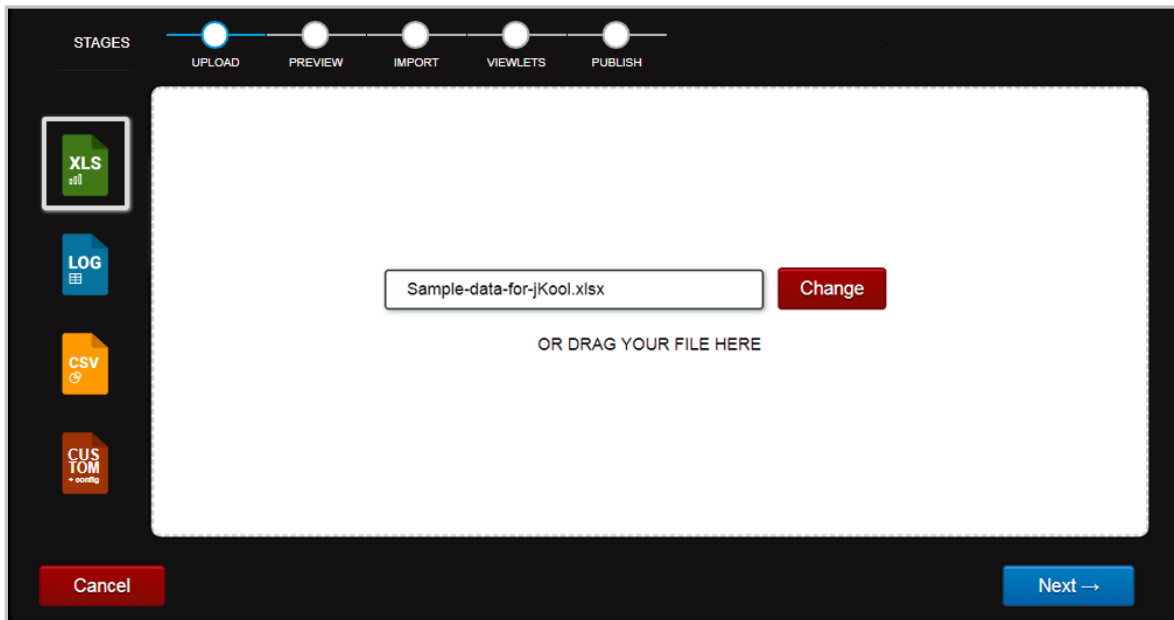 STAGES
UPLOAD PREVIEW IMPORT VIEWLETS PUBLISH
XLS
LOG
CSV
CUS
TOM
+ config
Sample-data-for-jKool.xlsx Change
OR DRAG YOUR FILE HERE
Cancel Next →